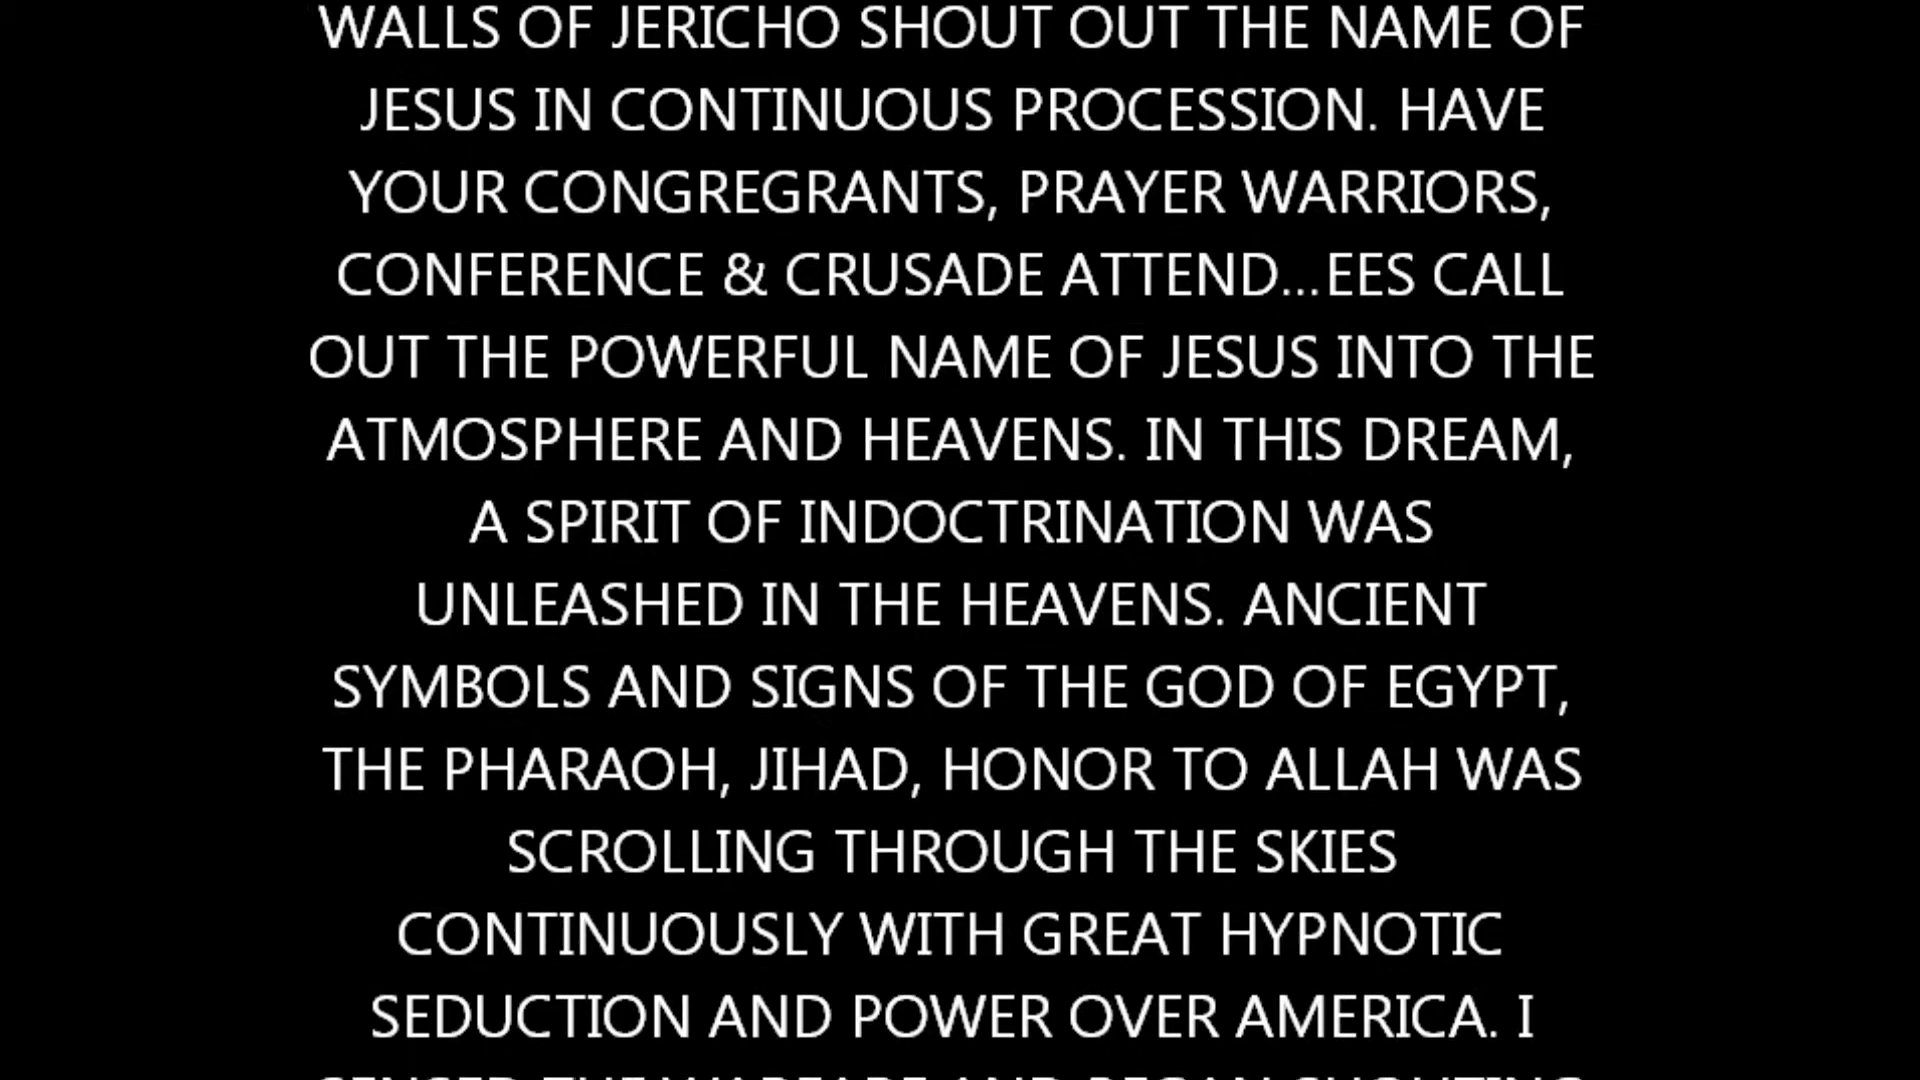 WALLS OF JERICHO SHOUT OUT THE NAME OF
JESUS IN CONTINUOUS PROCESSION. HAVE
YOUR CONGREGRANTS, PRAYER WARRIORS,
CONFERENCE & CRUSADE ATTEND...EES CALL
OUT THE POWERFUL NAME OF JESUS INTO THE
ATMOSPHERE AND HEAVENS. IN THIS DREAM,
A SPIRIT OF INDOCTRINATION WAS
UNLEASHED IN THE HEAVENS. ANCIENT
SYMBOLS AND SIGNS OF THE GOD OF EGYPT,
THE PHARAOH, JIHAD, HONOR TO ALLAH WAS
SCROLLING THROUGH THE SKIES
CONTINUOUSLY WITH GREAT HYPNOTIC
SEDUCTION AND POWER OVER AMERICA. I